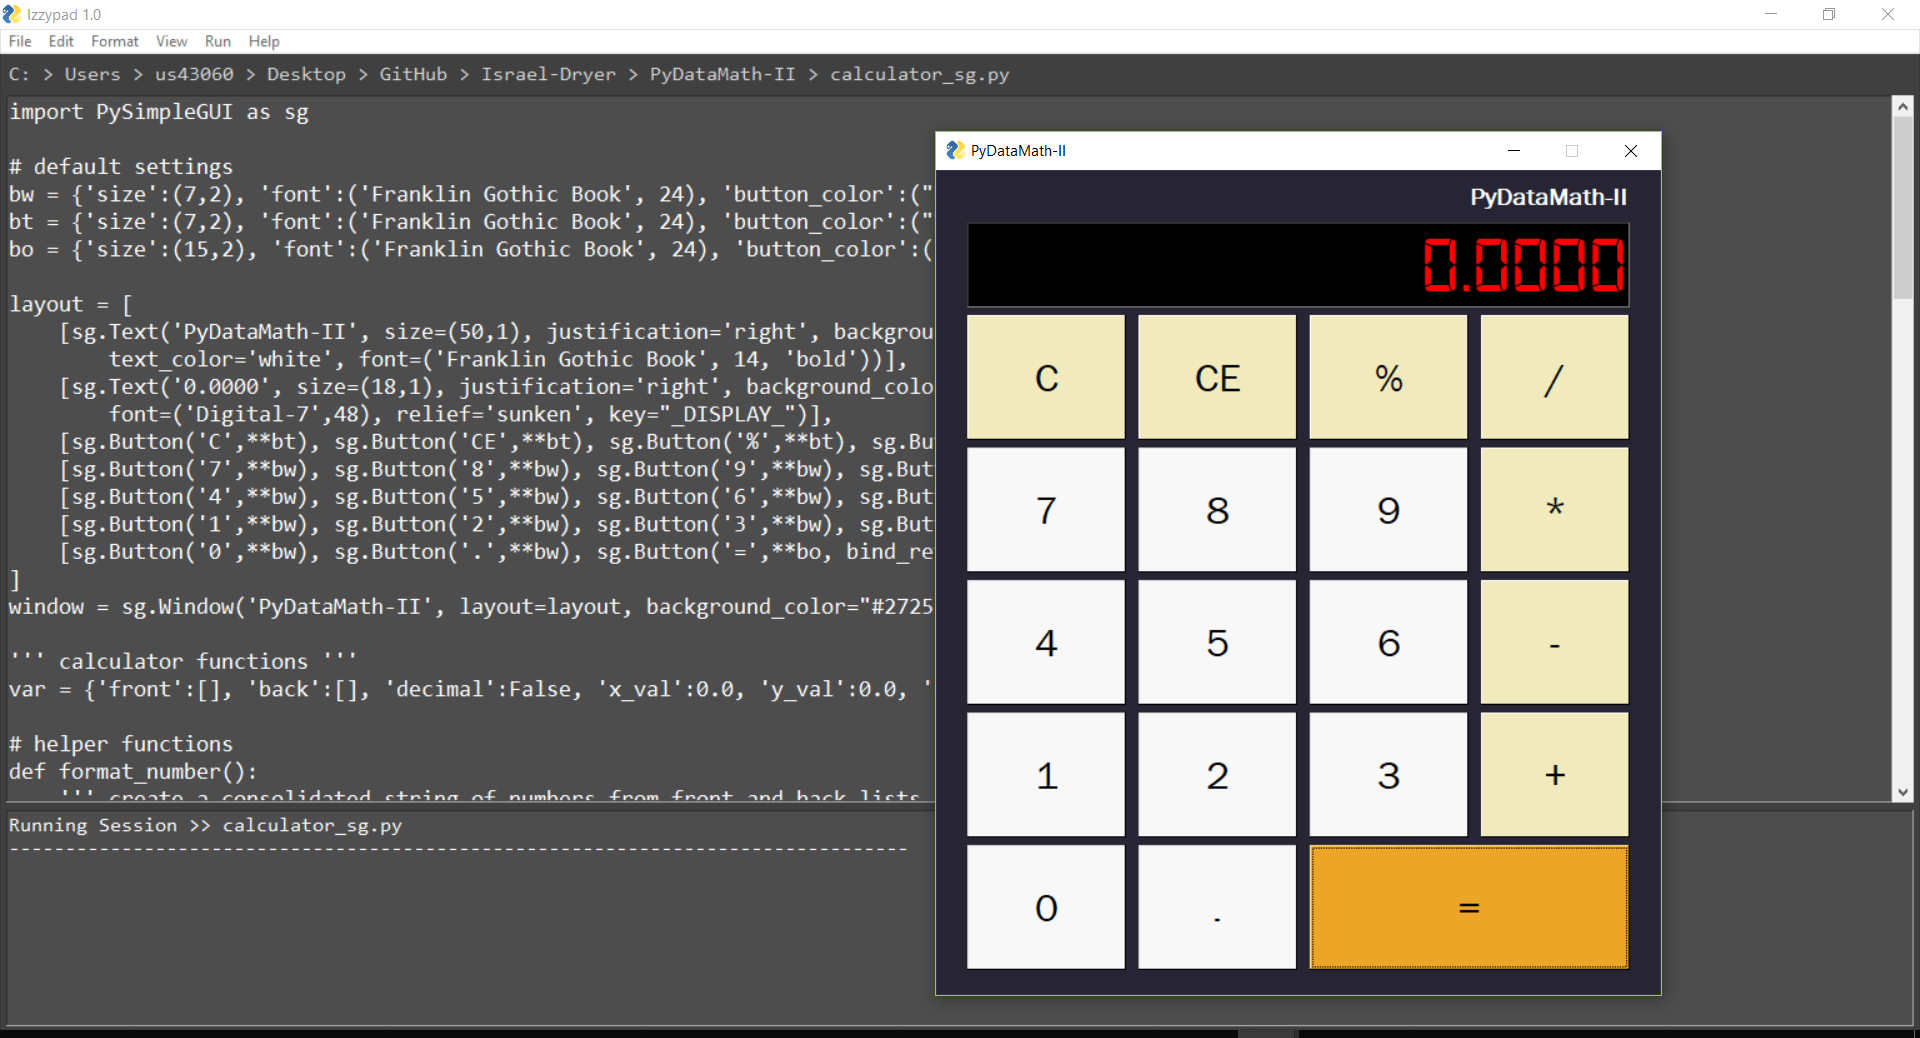 Izzypad 1.0
File Edit Format View Run Help
C: > Users > us43060 > Desktop > GitHub > Israel-Dryer > PyDataMath-II > calculator_sg.py
import PySimpleGUI as sg
# default settings
bw = {'size':(7,2), 'font':('Franklin Gothic Book', 24), 'button_color':("
bt = {'size':(7,2), 'font':('Franklin Gothic Book', 24), 'button_color':("
bo = {'size':(15,2), 'font':('Franklin Gothic Book', 24), 'button_color':(
layout = [
[sg.Text('PyDataMath-II', size=(50,1), justification='right', backgrou
text_color='white', font=('Franklin Gothic Book', 14, 'bold'))],
[sg.Text('0.0000', size=(18,1), justification='right', background_colo
font=('Digital-7',48), relief='sunken', key="_DISPLAY_")],
[sg.Button('C',**bt), sg.Button('CE',**bt), sg.Button('%',**bt), sg.Bu
[sg.Button('7',**bw), sg.Button('8',**bw), sg.Button('9',**bw), sg.But
[sg.Button('4',**bw), sg.Button('5',**bw), sg.Button('6',**bw), sg.But
[sg.Button('1',**bw), sg.Button('2',**bw), sg.Button('3',**bw), sg.But
[sg.Button('0',**bw), sg.Button('.',**bw), sg.Button('=',**bo, bind_re
]
window = sg.Window('PyDataMath-II', layout=layout, background_color="#2725
''' calculator functions '''
var = {'front':[], 'back':[], 'decimal':False, 'x_val':0.0, 'y_val':0.0, '
# helper functions
def format_number():
''' create a consolidated string of numbers from front and back lists
Running Session >> calculator_sg.py
--------------------------------------------------------------------------------
PyDataMath-II
PyDataMath-II
0.0000
C CE % /
7 8 9 *
4 5 6 -
1 2 3 +
0 . =